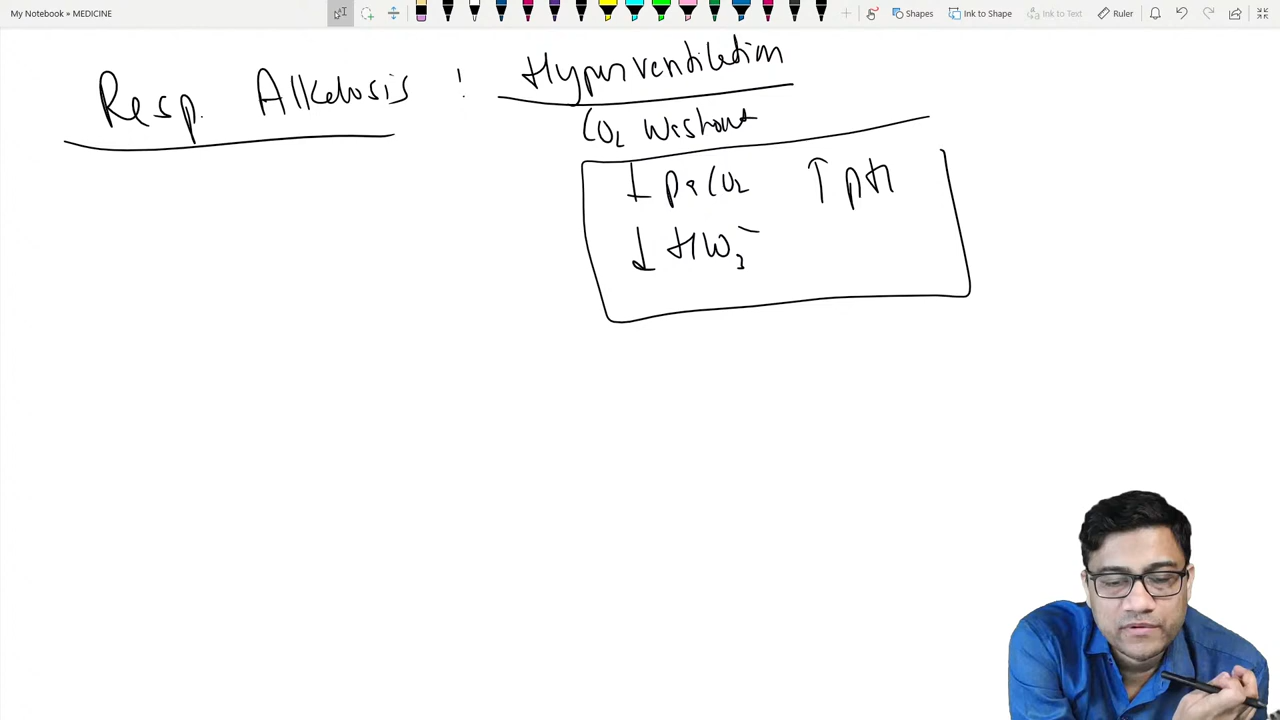 My Notebook » MEDICINE
Shapes Ink to Shape Ink to Text Ruler
Resp. Alkalosis : Hyperventilation
CO₂ Washout
↓ PaCO₂ ↑ pH
↓ HCO₃⁻